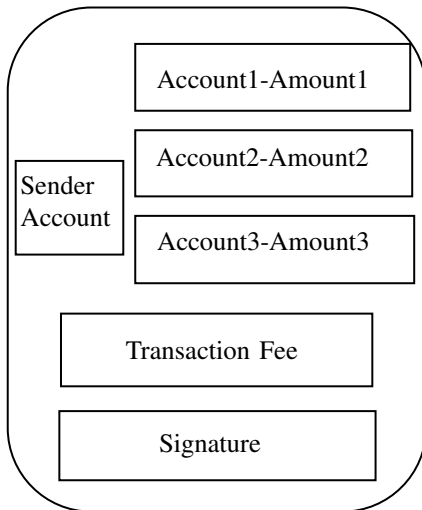 Account1-Amount1
Account2-Amount2
Sender
Account
Account3-Amount3
Transaction Fee
Signature